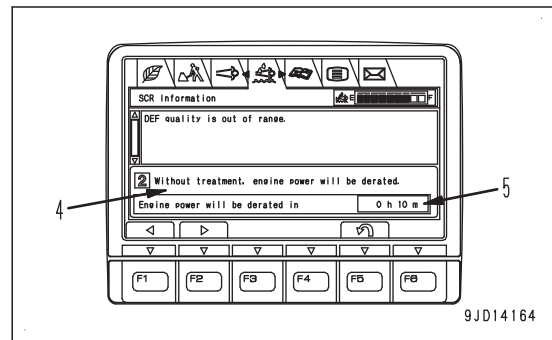 SCR Information
E F
DEF quality is out of range.
2 Without treatment, engine power will be derated.
Engine power will be derated in 0 h 10 m
4
5
F1 F2 F3 F4 F5 F6
9JD14164